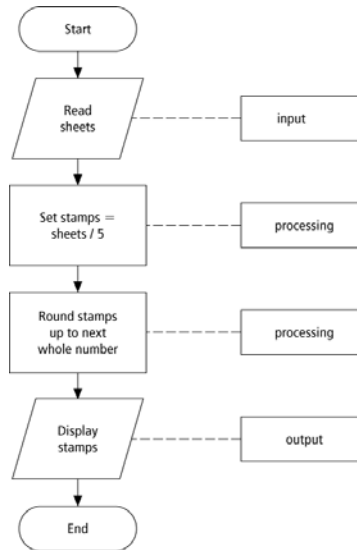 Start
Read
sheets
input
Set stamps =
sheets / 5
processing
Round stamps
up to next
whole number
processing
Display
stamps
output
End